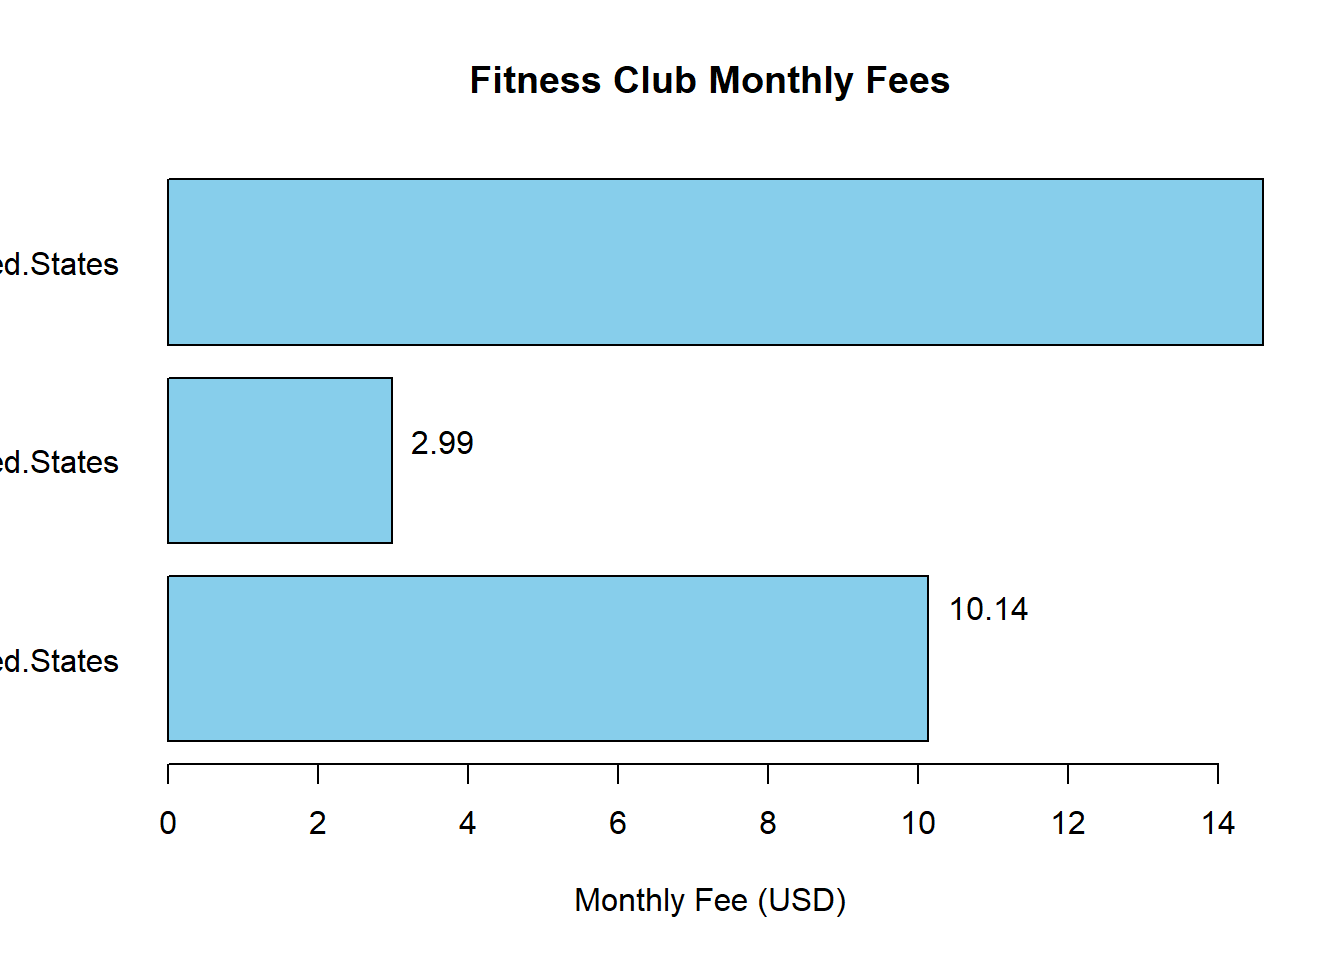 Fitness Club Monthly Fees
ed.States
ed.States
2.99
ed.States
10.14
0 2 4 6 8 10 12 14
Monthly Fee (USD)